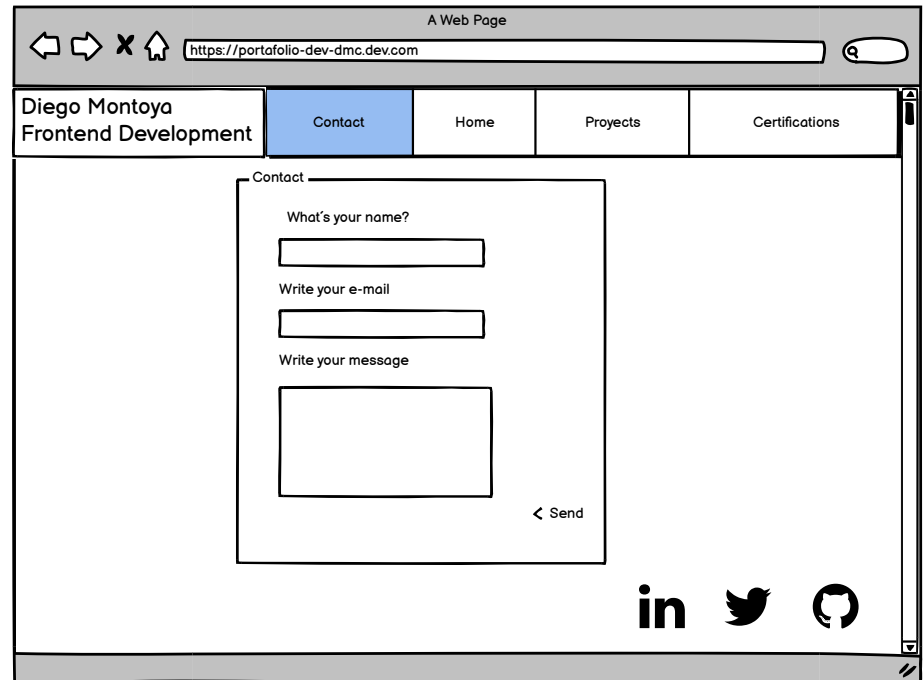 A Web Page
https://portafolio-dev-dmc.dev.com
Diego Montoya
Frontend Development
Contact
Home
Proyects
Certifications
Contact
What´s your name?
Write your e-mail
Write your message
Send
in